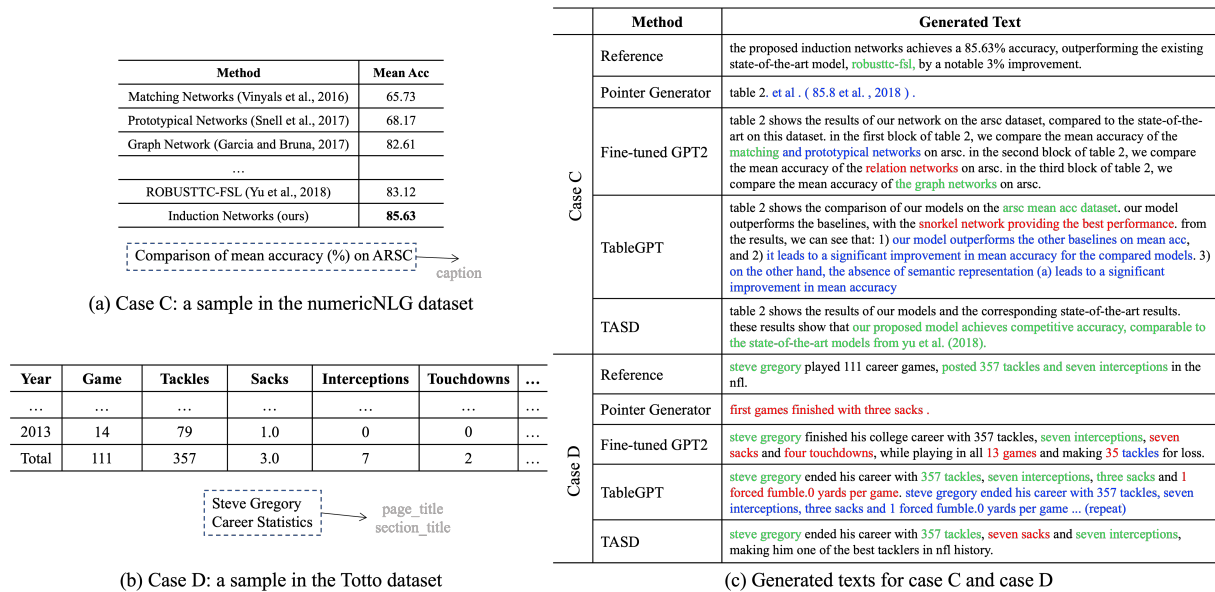 Method Mean Acc
Matching Networks (Vinyals et al., 2016) 65.73
Prototypical Networks (Snell et al., 2017) 68.17
Graph Network (Garcia and Bruna, 2017) 82.61
…
ROBUSTTC-FSL (Yu et al., 2018) 83.12
Induction Networks (ours) 85.63
Comparison of mean accuracy (%) on ARSC
caption
(a) Case C: a sample in the numericNLG dataset
Year Game Tackles Sacks Interceptions Touchdowns …
… … … … … … …
2013 14 79 1.0 0 0 …
Total 111 357 3.0 7 2 …
Steve Gregory
Career Statistics
page_title
section_title
(b) Case D: a sample in the Totto dataset
Method Generated Text
Case C
Reference
the proposed induction networks achieves a 85.63% accuracy, outperforming the existing
state-of-the-art model, robusttc-fsl, by a notable 3% improvement.
Pointer Generator
table 2. et al . ( 85.8 et al. , 2018 ) .
Fine-tuned GPT2
table 2 shows the results of our network on the arsc dataset, compared to the state-of-the-
art on this dataset. in the first block of table 2, we compare the mean accuracy of the
matching and prototypical networks on arsc. in the second block of table 2, we compare
the mean accuracy of the relation networks on arsc. in the third block of table 2, we
compare the mean accuracy of the graph networks on arsc.
TableGPT
table 2 shows the comparison of our models on the arsc mean acc dataset. our model
outperforms the baselines, with the snorkel network providing the best performance. from
the results, we can see that: 1) our model outperforms the other baselines on mean acc,
and 2) it leads to a significant improvement in mean accuracy for the compared models. 3)
on the other hand, the absence of semantic representation (a) leads to a significant
improvement in mean accuracy
TASD
table 2 shows the results of our models and the corresponding state-of-the-art results.
these results show that our proposed model achieves competitive accuracy, comparable to
the state-of-the-art models from yu et al. (2018).
Case D
Reference
steve gregory played 111 career games, posted 357 tackles and seven interceptions in the
nfl.
Pointer Generator
first games finished with three sacks .
Fine-tuned GPT2
steve gregory finished his college career with 357 tackles, seven interceptions, seven
sacks and four touchdowns, while playing in all 13 games and making 35 tackles for loss.
TableGPT
steve gregory ended his career with 357 tackles, seven interceptions, three sacks and 1
forced fumble.0 yards per game. steve gregory ended his career with 357 tackles, seven
interceptions, three sacks and 1 forced fumble.0 yards per game ... (repeat)
TASD
steve gregory ended his career with 357 tackles, seven sacks and seven interceptions,
making him one of the best tacklers in nfl history.
(c) Generated texts for case C and case D